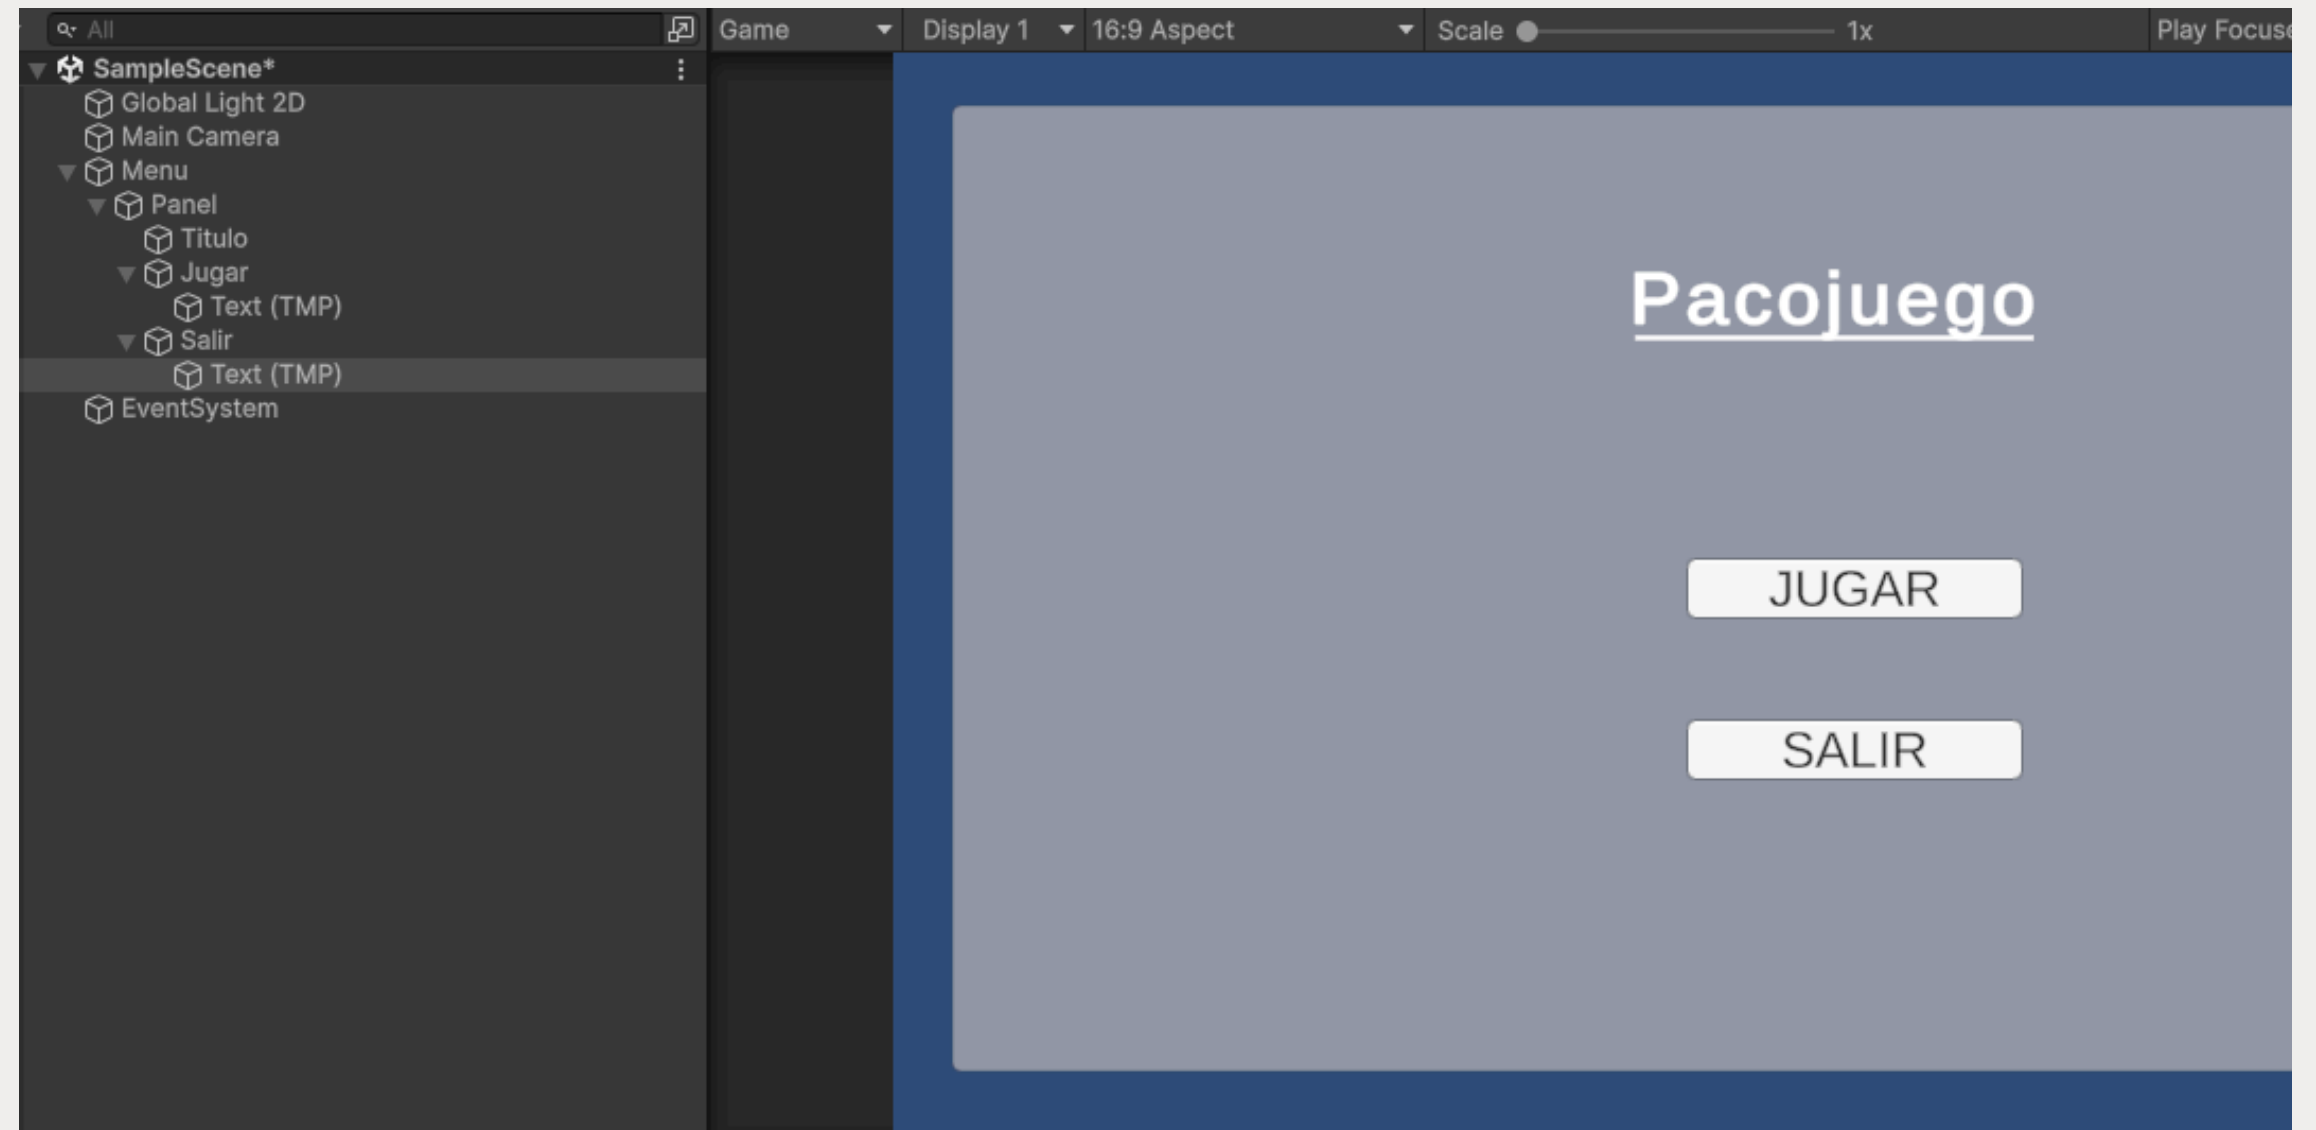 All
SampleScene*
Global Light 2D
Main Camera
Menu
Panel
Titulo
Jugar
Text (TMP)
Salir
Text (TMP)
EventSystem
Game Display 1 16:9 Aspect Scale 1x Play Focuse
Pacojuego
JUGAR
SALIR